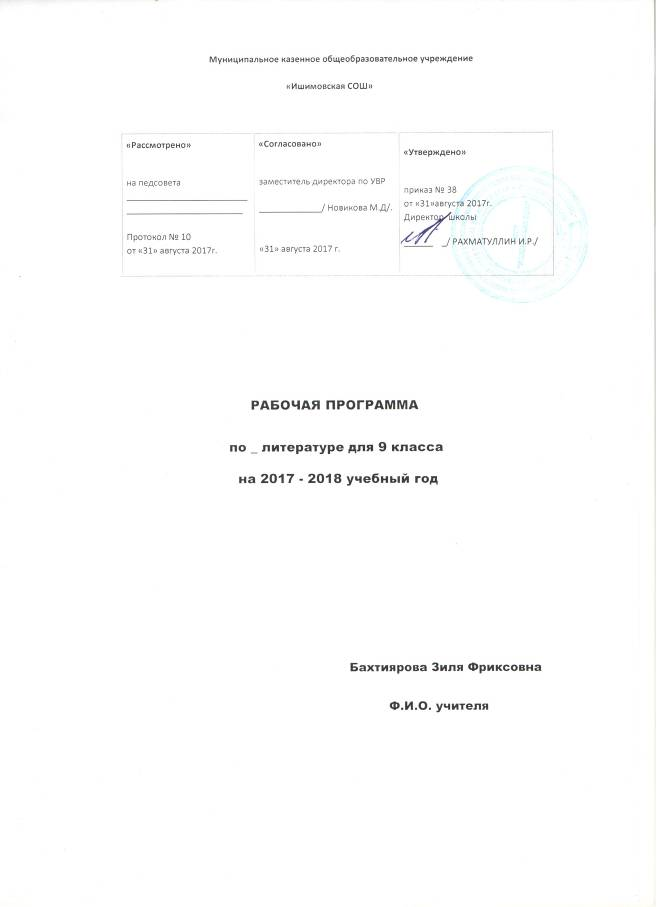 Муниципальное казенное общеобразовательное учреждение
«Ишимовская СОШ»
«Рассмотрено»
на педсовета
Протокол № 10
от «31» августа 2017г.
«Согласовано»
заместитель директора по УВР
_______________/ Новикова М.Д/.
«31» августа 2017 г.
«Утверждено»
приказ № 38
от «31»августа 2017г.
Директор школы
_______ _/ РАХМАТУЛЛИН И.Р./
РАБОЧАЯ ПРОГРАММА
по _ литературе для 9 класса
на 2017 - 2018 учебный год
Бахтиярова Зиля Фриксовна
Ф.И.О. учителя